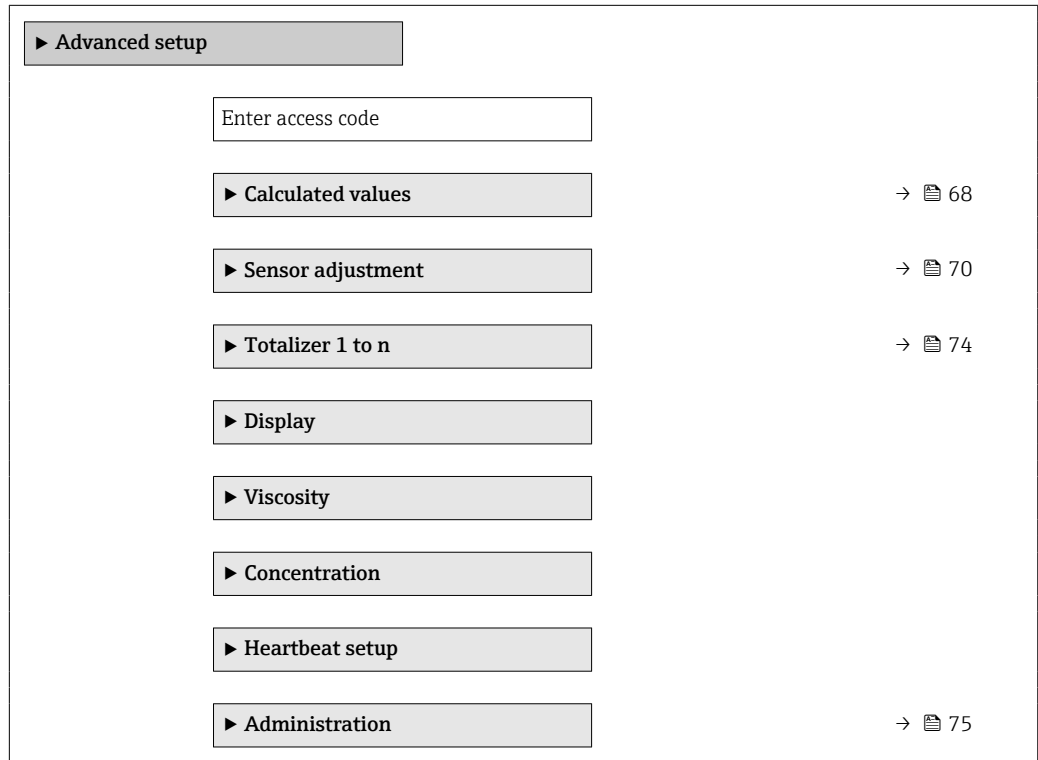 ► Advanced setup
Enter access code
► Calculated values → 68
► Sensor adjustment → 70
► Totalizer 1 to n → 74
► Display
► Viscosity
► Concentration
► Heartbeat setup
► Administration → 75